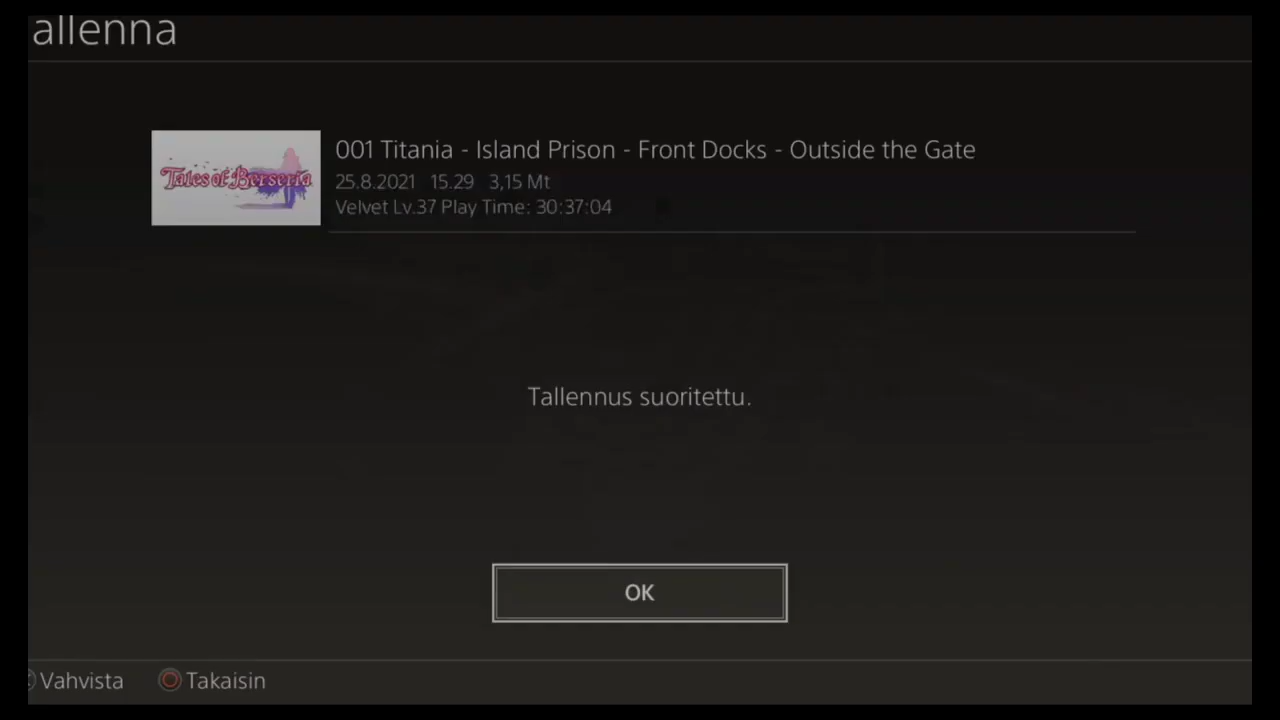 allenna
Tales of Berseria
001 Titania - Island Prison - Front Docks - Outside the Gate
25.8.2021 15.29 3,15 Mt
Velvet Lv.37 Play Time: 30:37:04
Tallennus suoritettu.
OK
Vahvista Takaisin